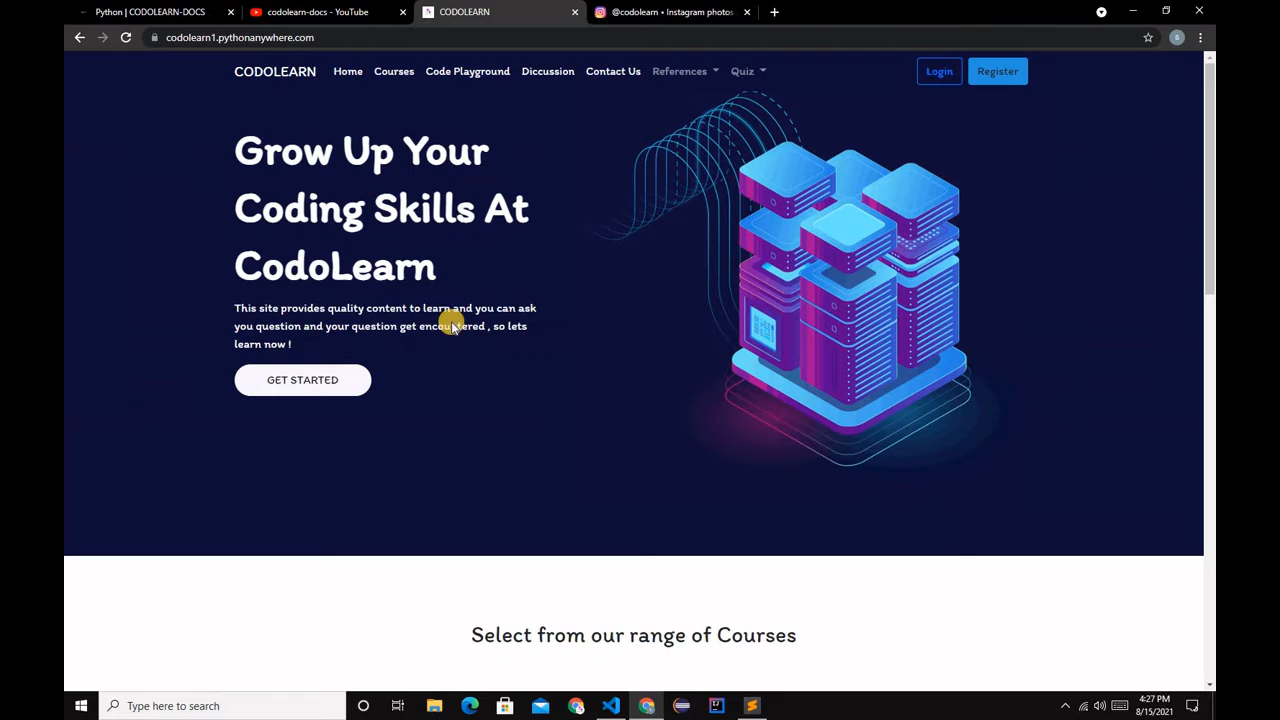 Python | CODOLEARN-DOCS
codolearn-docs - YouTube
CODOLEARN
@codolearn • Instagram photos
codolearn1.pythonanywhere.com
S
CODOLEARN
Home
Courses
Code Playground
Diccussion
Contact Us
References
Quiz
Login
Register
Grow Up Your
Coding Skills At
CodoLearn
This site provides quality content to learn and you can ask
you question and your question get encountered , so lets
learn now !
GET STARTED
Select from our range of Courses
Type here to search
4:27 PM
8/15/2021